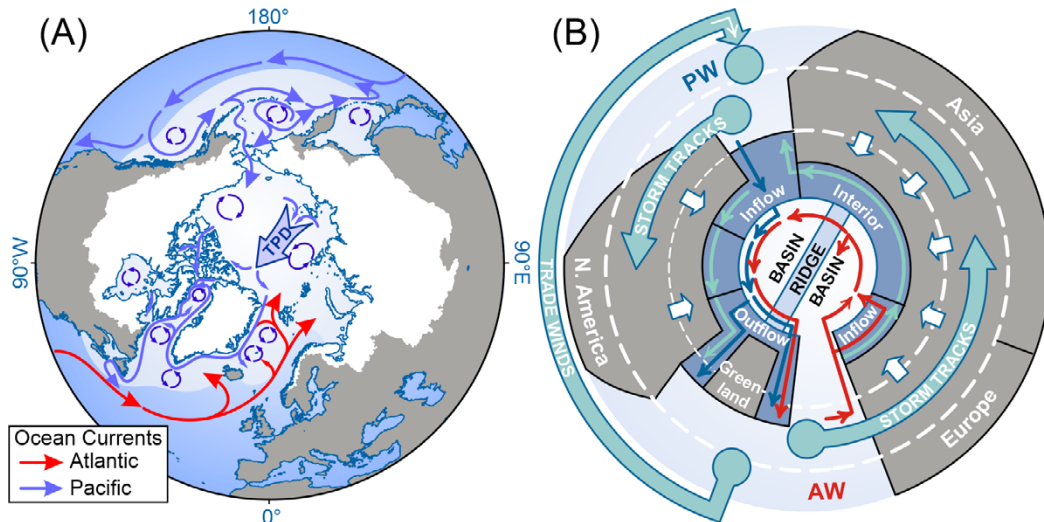 (A)
180°
90°W
90°E
0°
TPD
Ocean Currents
Atlantic
Pacific
(B)
PW
Asia
STORM TRACKS
Inflow
Interior
BASIN
RIDGE
BASIN
TRADE WINDS
N. America
Outflow
Inflow
Green-
land
STORM TRACKS
Europe
AW